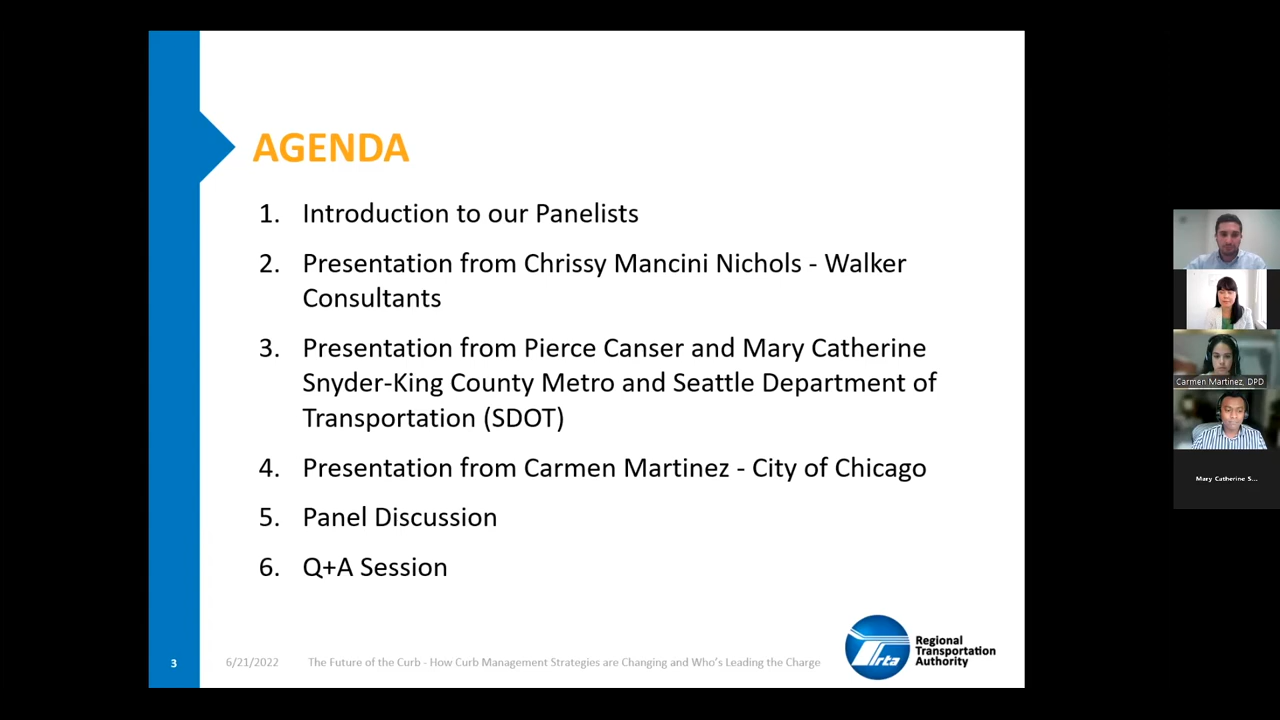 AGENDA
1. Introduction to our Panelists
2. Presentation from Chrissy Mancini Nichols - Walker
Consultants
3. Presentation from Pierce Canser and Mary Catherine
Snyder-King County Metro and Seattle Department of
Transportation (SDOT)
4. Presentation from Carmen Martinez - City of Chicago
5. Panel Discussion
6. Q+A Session
3
6/21/2022
The Future of the Curb - How Curb Management Strategies are Changing and Who's Leading the Charge
rta
Regional
Transportation
Authority
Carmen Martinez, DPD
Mary Catherine S...